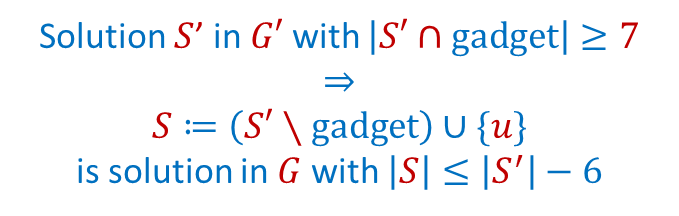 Solution S’ in G′ with |S′ ∩ gadget| ≥ 7
⇒
S ≔ (S′ \ gadget) ∪ {u}
is solution in G with |S| ≤ |S′| − 6